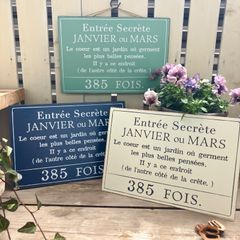 Entrée Secrète
JANVIER OU MARS
Le coeur est un jardin où germent
les plus belles pensées.
Il y a ce endroit
( de l'autre côté de la crête. )
385 FOIS.
Entrée Secrète
JANVIER OU MARS
Le coeur est un jardin où germent
les plus belles pensées.
Il y a ce endroit
( de l'autre côté de la crête. )
385 FOIS.
Entrée Secrète
JANVIER OU MARS
Le coeur est un jardin où germent
les plus belles pensées.
Il y a ce endroit
( de l'autre côté de la crête. )
385 FOIS.